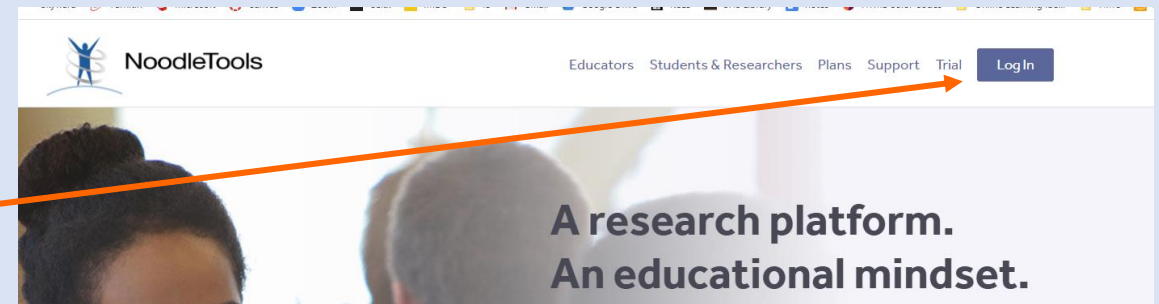 NoodleTools
Educators Students & Researchers Plans Support Trial Log In
A research platform.
An educational mindset.